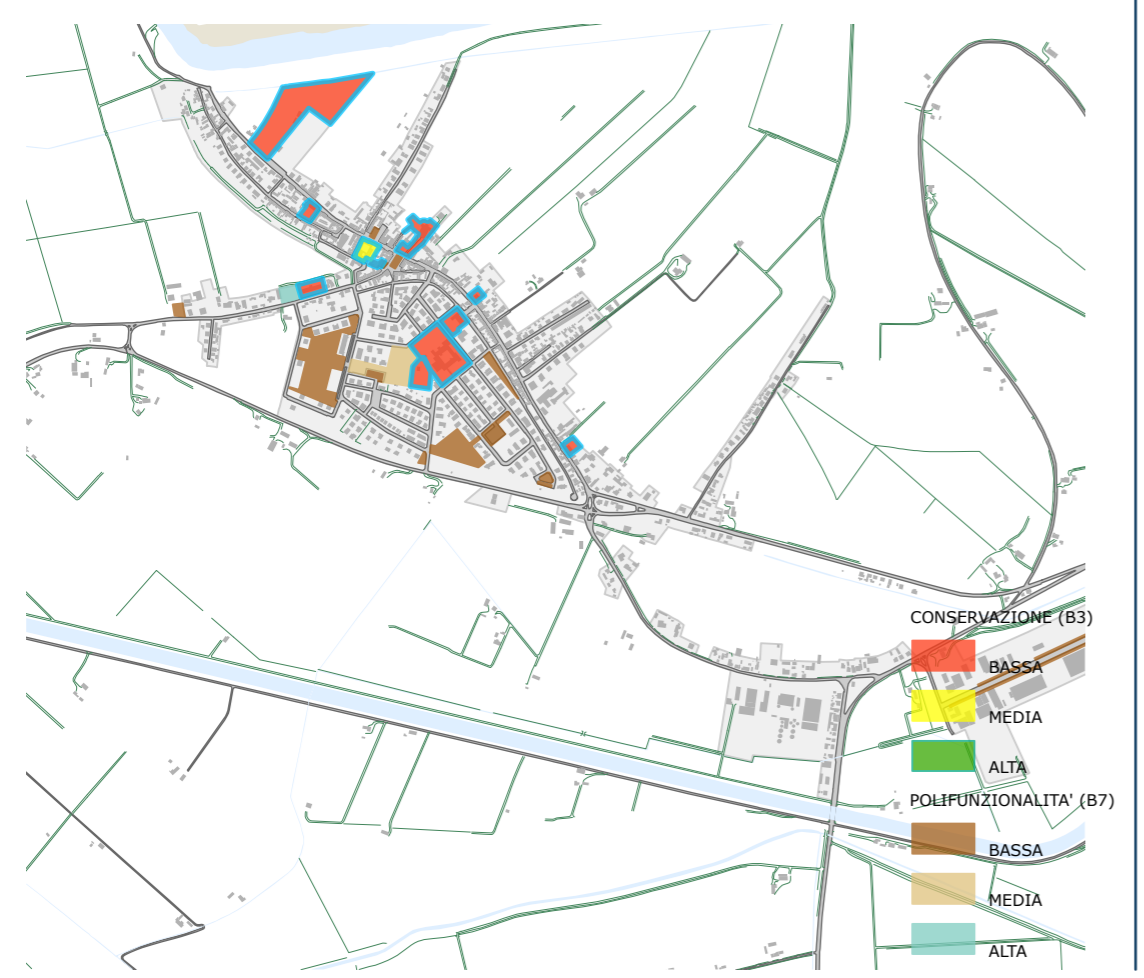 CONSERVAZIONE (B3)
BASSA
MEDIA
ALTA
POLIFUNZIONALITA' (B7)
BASSA
MEDIA
ALTA